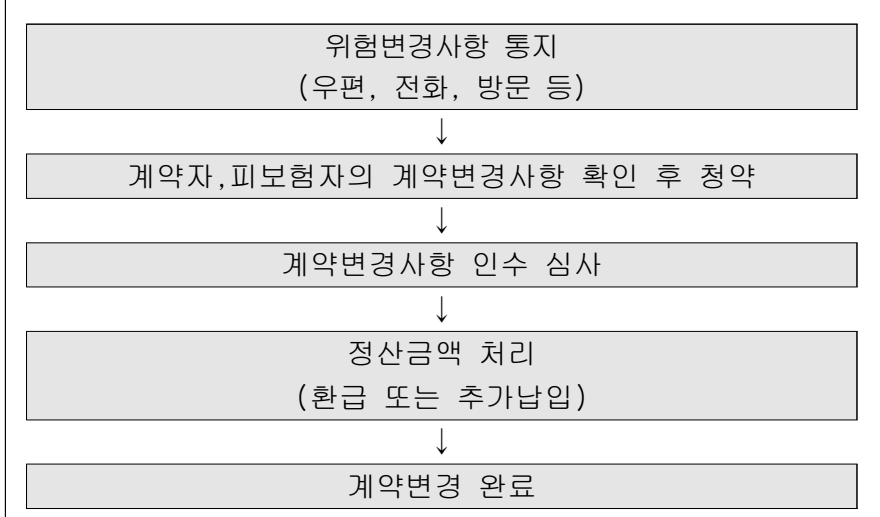 위험변경사항 통지
(우편, 전화, 방문 등)
↓
계약자,피보험자의 계약변경사항 확인 후 청약
↓
계약변경사항 인수 심사
↓
정산금액 처리
(환급 또는 추가납입)
↓
계약변경 완료